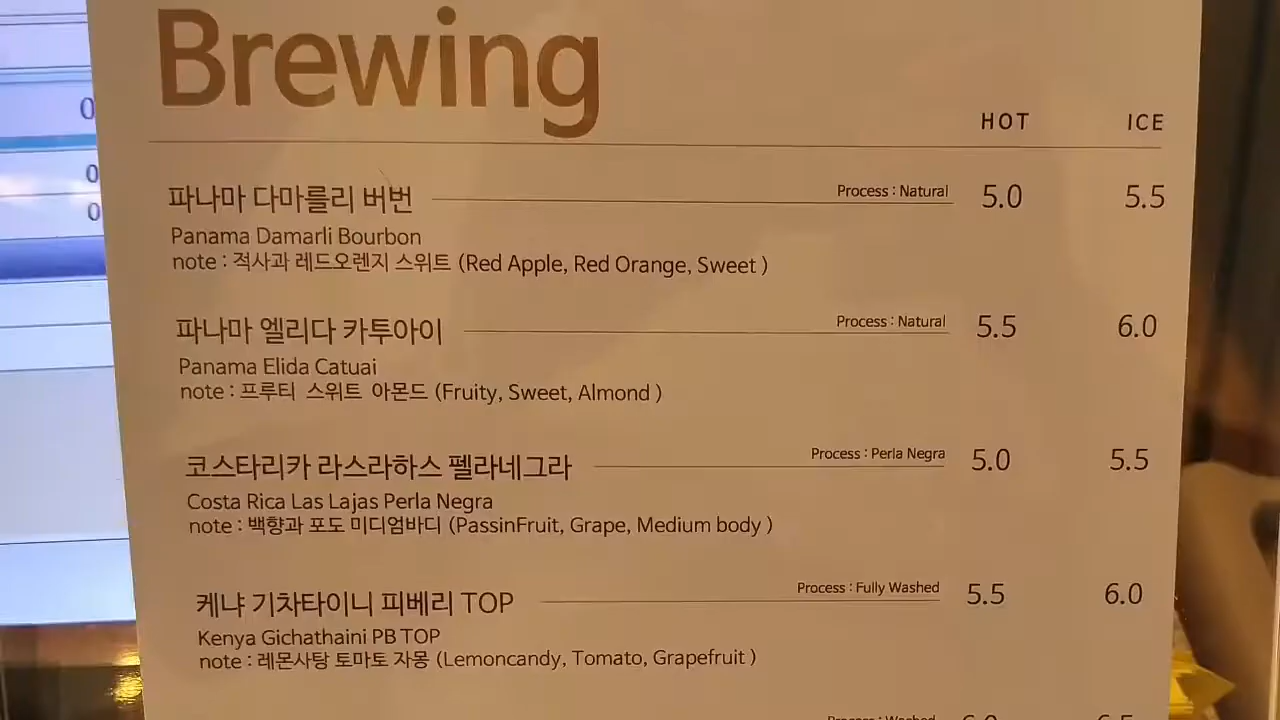 Brewing
HOT ICE
파나마 다마를리 버번 Process : Natural 5.0 5.5
Panama Damarli Bourbon
note : 적사과 레드오렌지 스위트 (Red Apple, Red Orange, Sweet )
파나마 엘리다 카투아이 Process : Natural 5.5 6.0
Panama Elida Catuai
note : 프루티 스위트 아몬드 (Fruity, Sweet, Almond )
코스타리카 라스라하스 펠라네그라 Process : Perla Negra 5.0 5.5
Costa Rica Las Lajas Perla Negra
note : 백향과 포도 미디엄바디 (PassinFruit, Grape, Medium body )
케냐 기차타이니 피베리 TOP Process : Fully Washed 5.5 6.0
Kenya Gichathaini PB TOP
note : 레몬사탕 토마토 자몽 (Lemoncandy, Tomato, Grapefruit )
Process : Washed
0
0
0